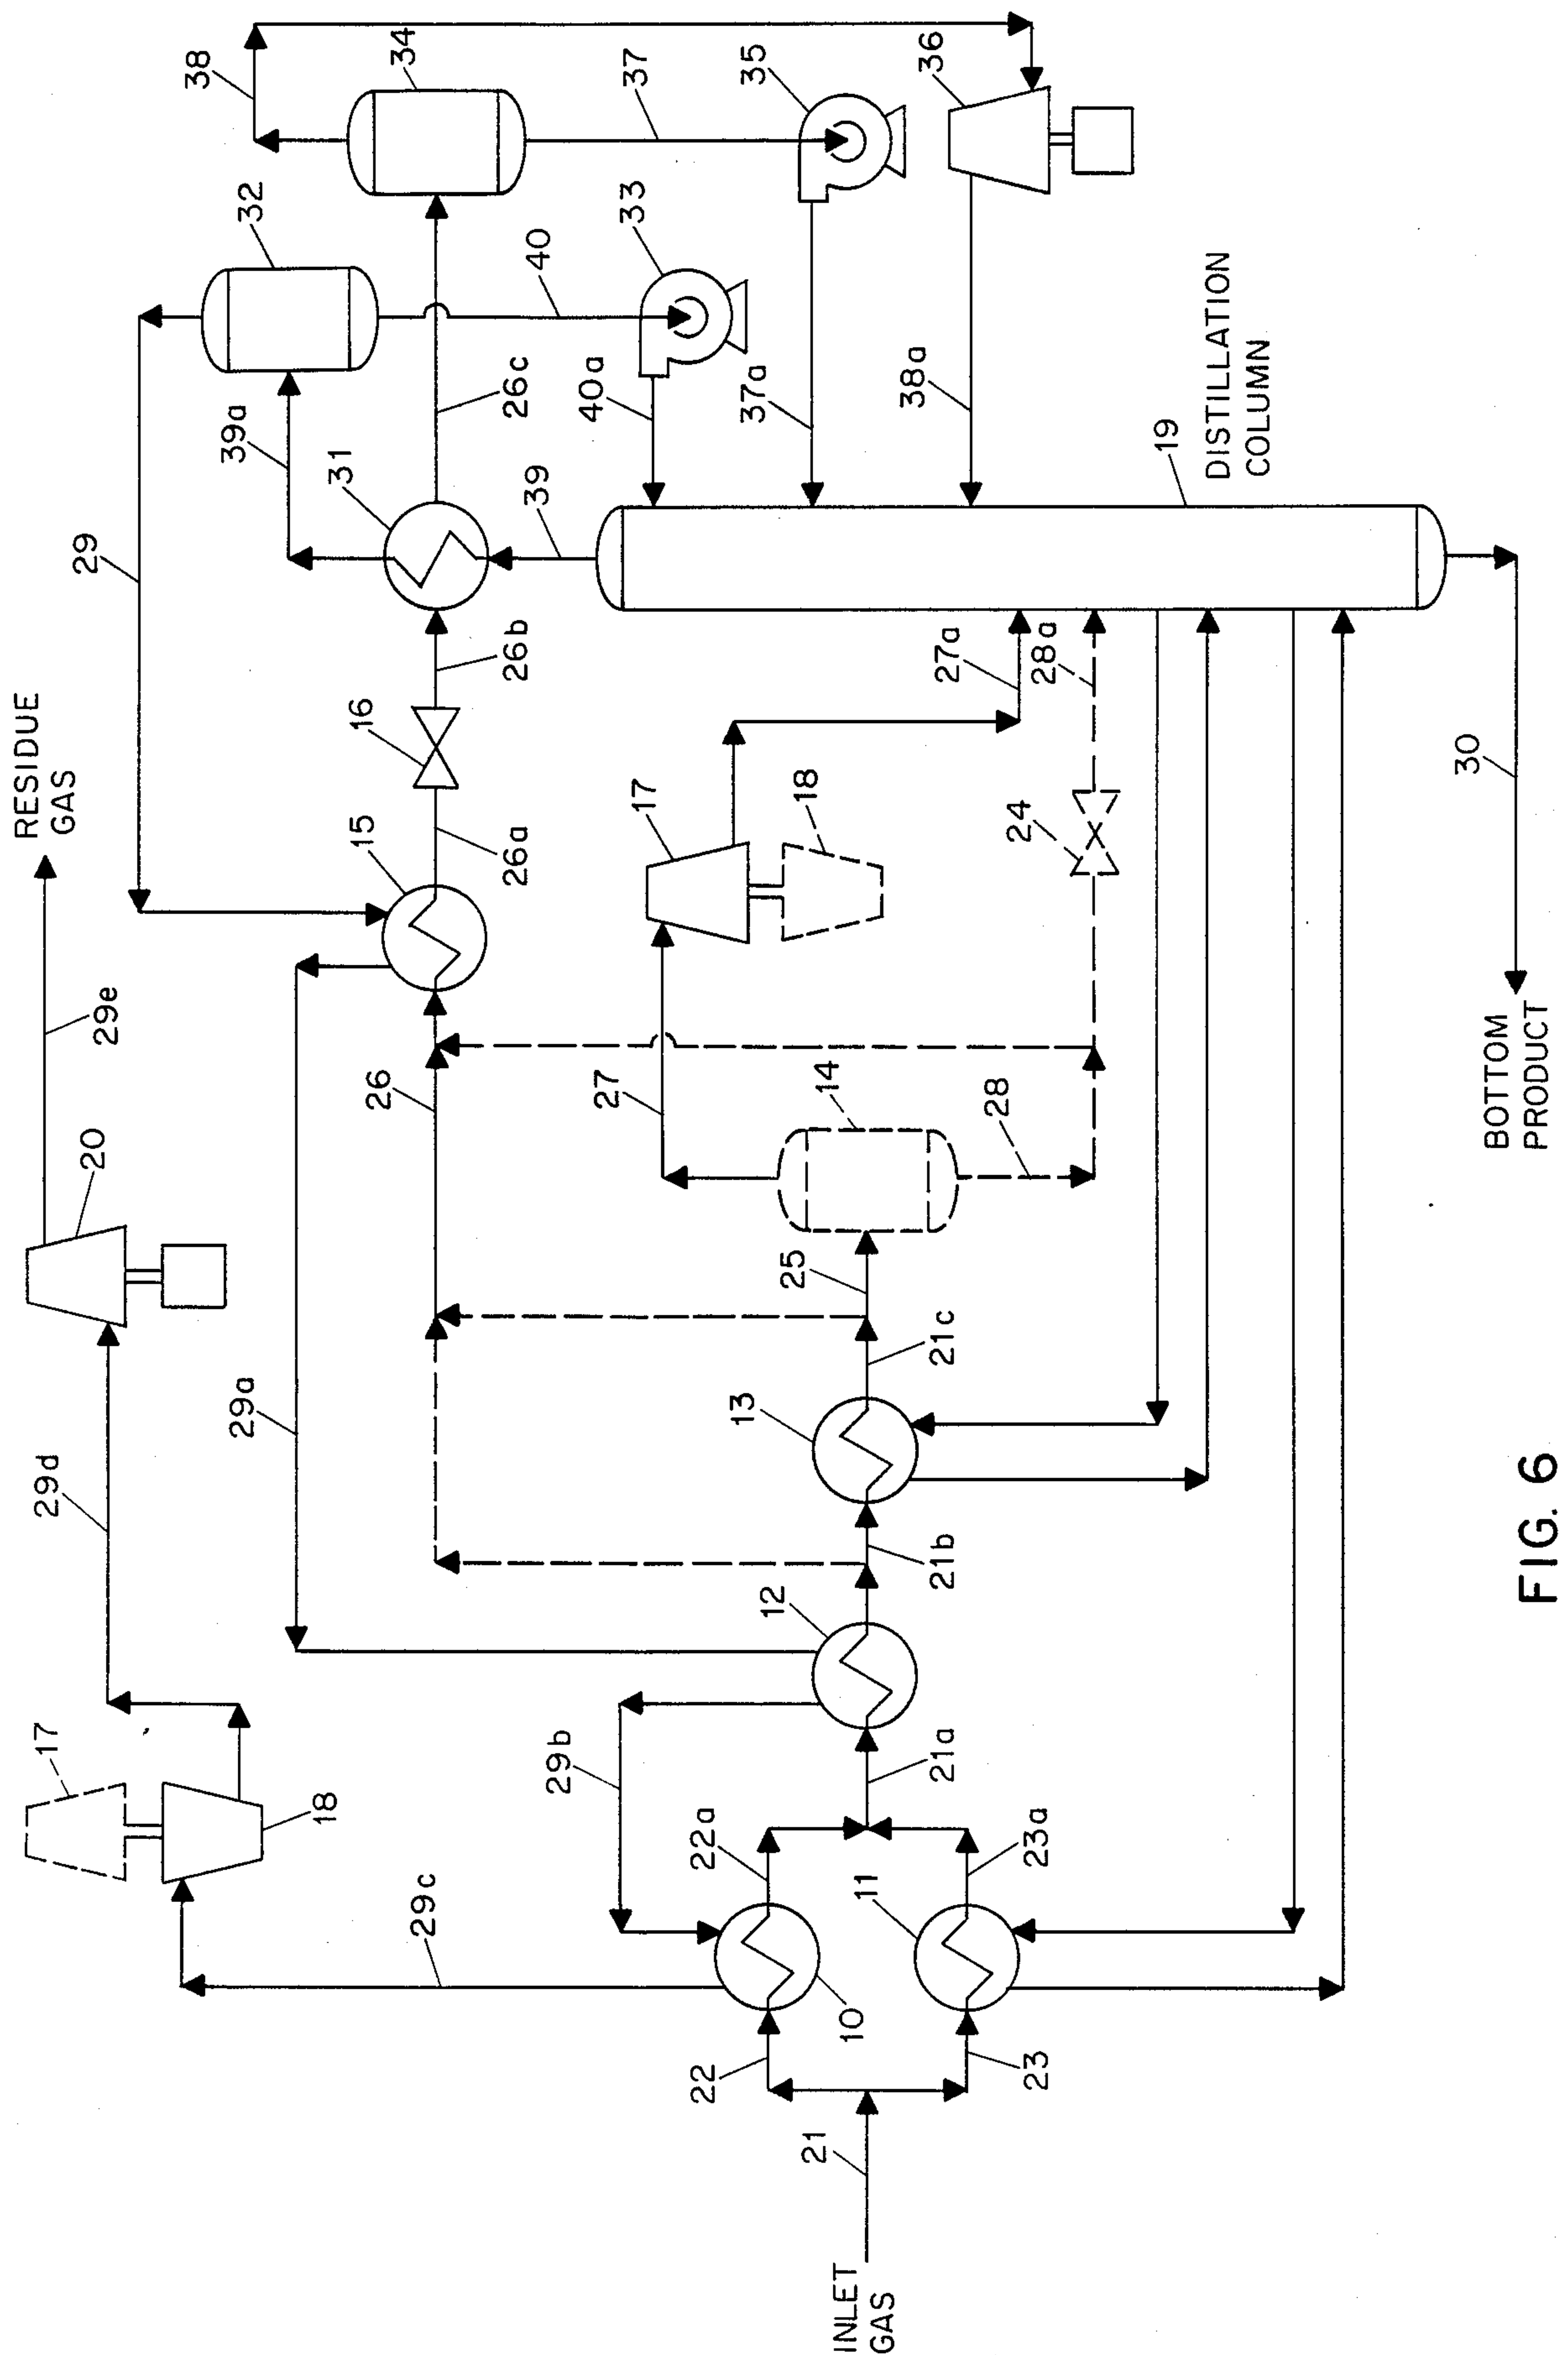 RESIDUE
GAS
29
38
34
32
37
35
36
33
40
39a
31
26c
40a
37a
38a
39
DISTILLATION
COLUMN
19
26b
16
15
26a
27a
28a
17
18
24
30
29e
26
27
14
28
BOTTOM
PRODUCT
20
25
21c
29a
13
29d
21b
12
17
18
29b
21a
22a
23a
29c
11
10
22
23
21
INLET
GAS
FIG. 6